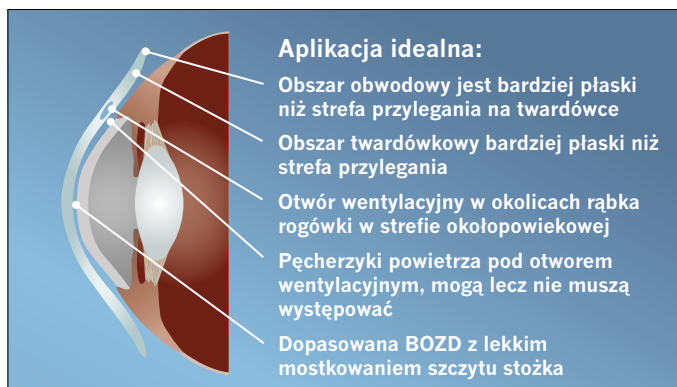 Aplikacja idealna:
Obszar obwodowy jest bardziej płaski
niż strefa przylegania na twardówce
Obszar twardówkowy bardziej płaski niż
strefa przylegania
Otwór wentylacyjny w okolicach rąbka
rogówki w strefie okołopowiekowej
Pęcherzyki powietrza pod otworem
wentylacyjnym, mogą lecz nie muszą
występować
Dopasowana BOZD z lekkim
mostkowaniem szczytu stożka